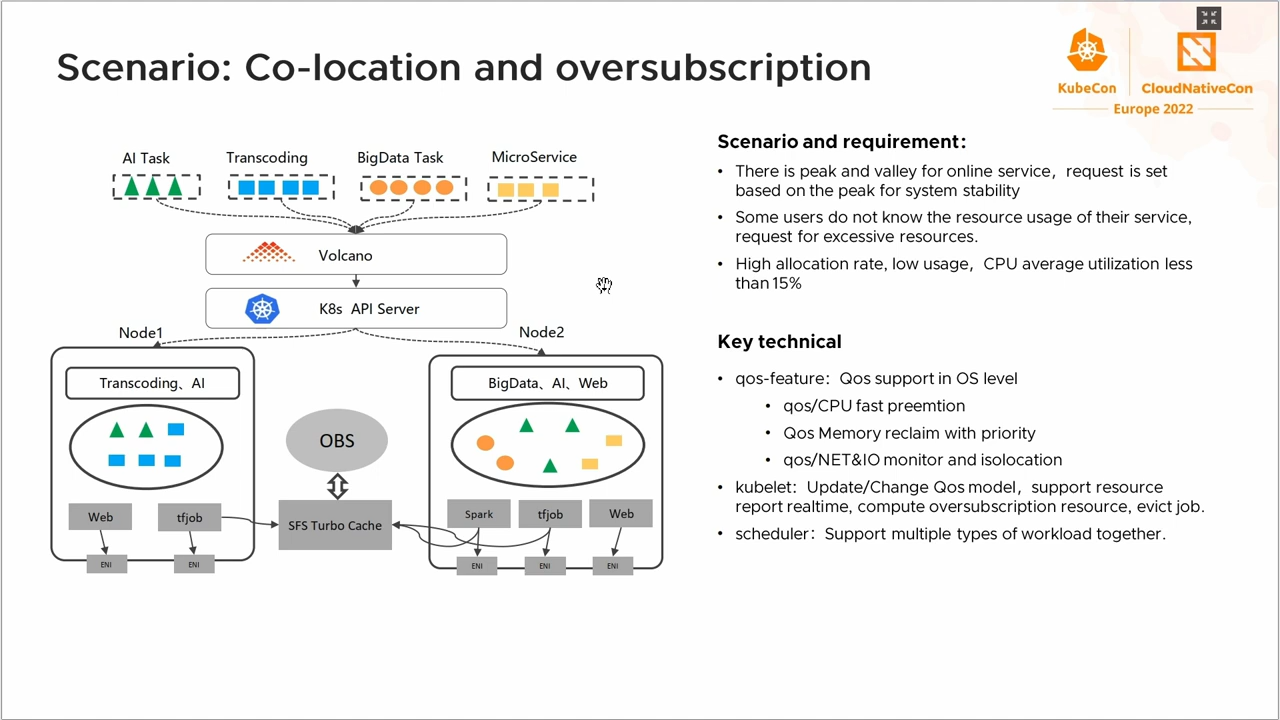 Scenario: Co-location and oversubscription
KubeCon
CloudNativeCon
Europe 2022
AI Task
Transcoding
BigData Task
MicroService
Volcano
K8s API Server
Node1
Node2
Transcoding、AI
BigData、AI、Web
OBS
SFS Turbo Cache
Web
tfjob
Spark
tfjob
Web
ENI
ENI
ENI
ENI
ENI
Scenario and requirement：
• There is peak and valley for online service，request is set
based on the peak for system stability
• Some users do not know the resource usage of their service,
request for excessive resources.
• High allocation rate, low usage，CPU average utilization less
than 15%
Key technical
• qos-feature：Qos support in OS level
• qos/CPU fast preemtion
• Qos Memory reclaim with priority
• qos/NET&IO monitor and isolocation
• kubelet：Update/Change Qos model，support resource
report realtime, compute oversubscription resource, evict job.
• scheduler：Support multiple types of workload together.